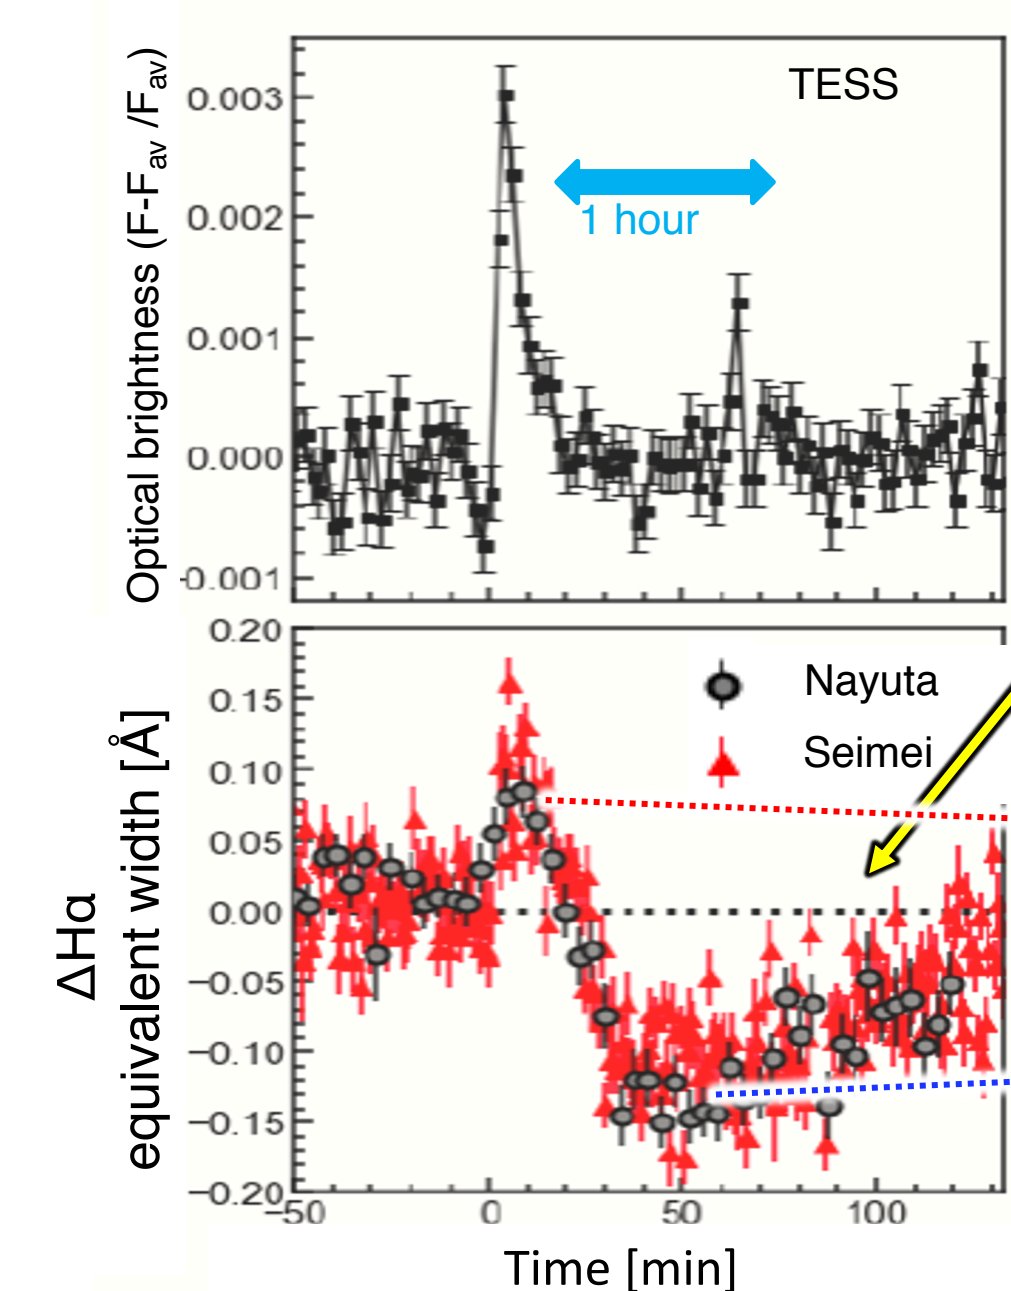 Optical brightness (F-Fav /Fav)
0.003
0.002
0.001
0.000
-0.001
TESS
1 hour
ΔHα
equivalent width [Å]
0.20
0.15
0.10
0.05
0.00
−0.05
−0.10
−0.15
−0.20
Nayuta
Seimei
−50
0
50
100
Time [min]